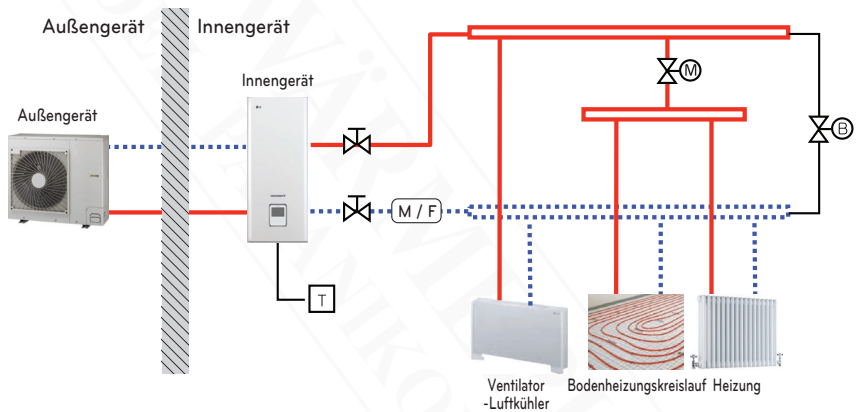 Außengerät
Innengerät
Innengerät
Außengerät
M
B
M / F
T
Ventilator
-Luftkühler
Bodenheizungskreislauf
Heizung